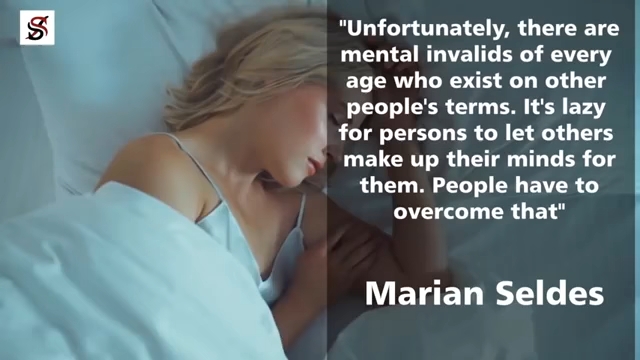 "Unfortunately, there are
mental invalids of every
age who exist on other
people's terms. It's lazy
for persons to let others
make up their minds for
them. People have to
overcome that"
Marian Seldes